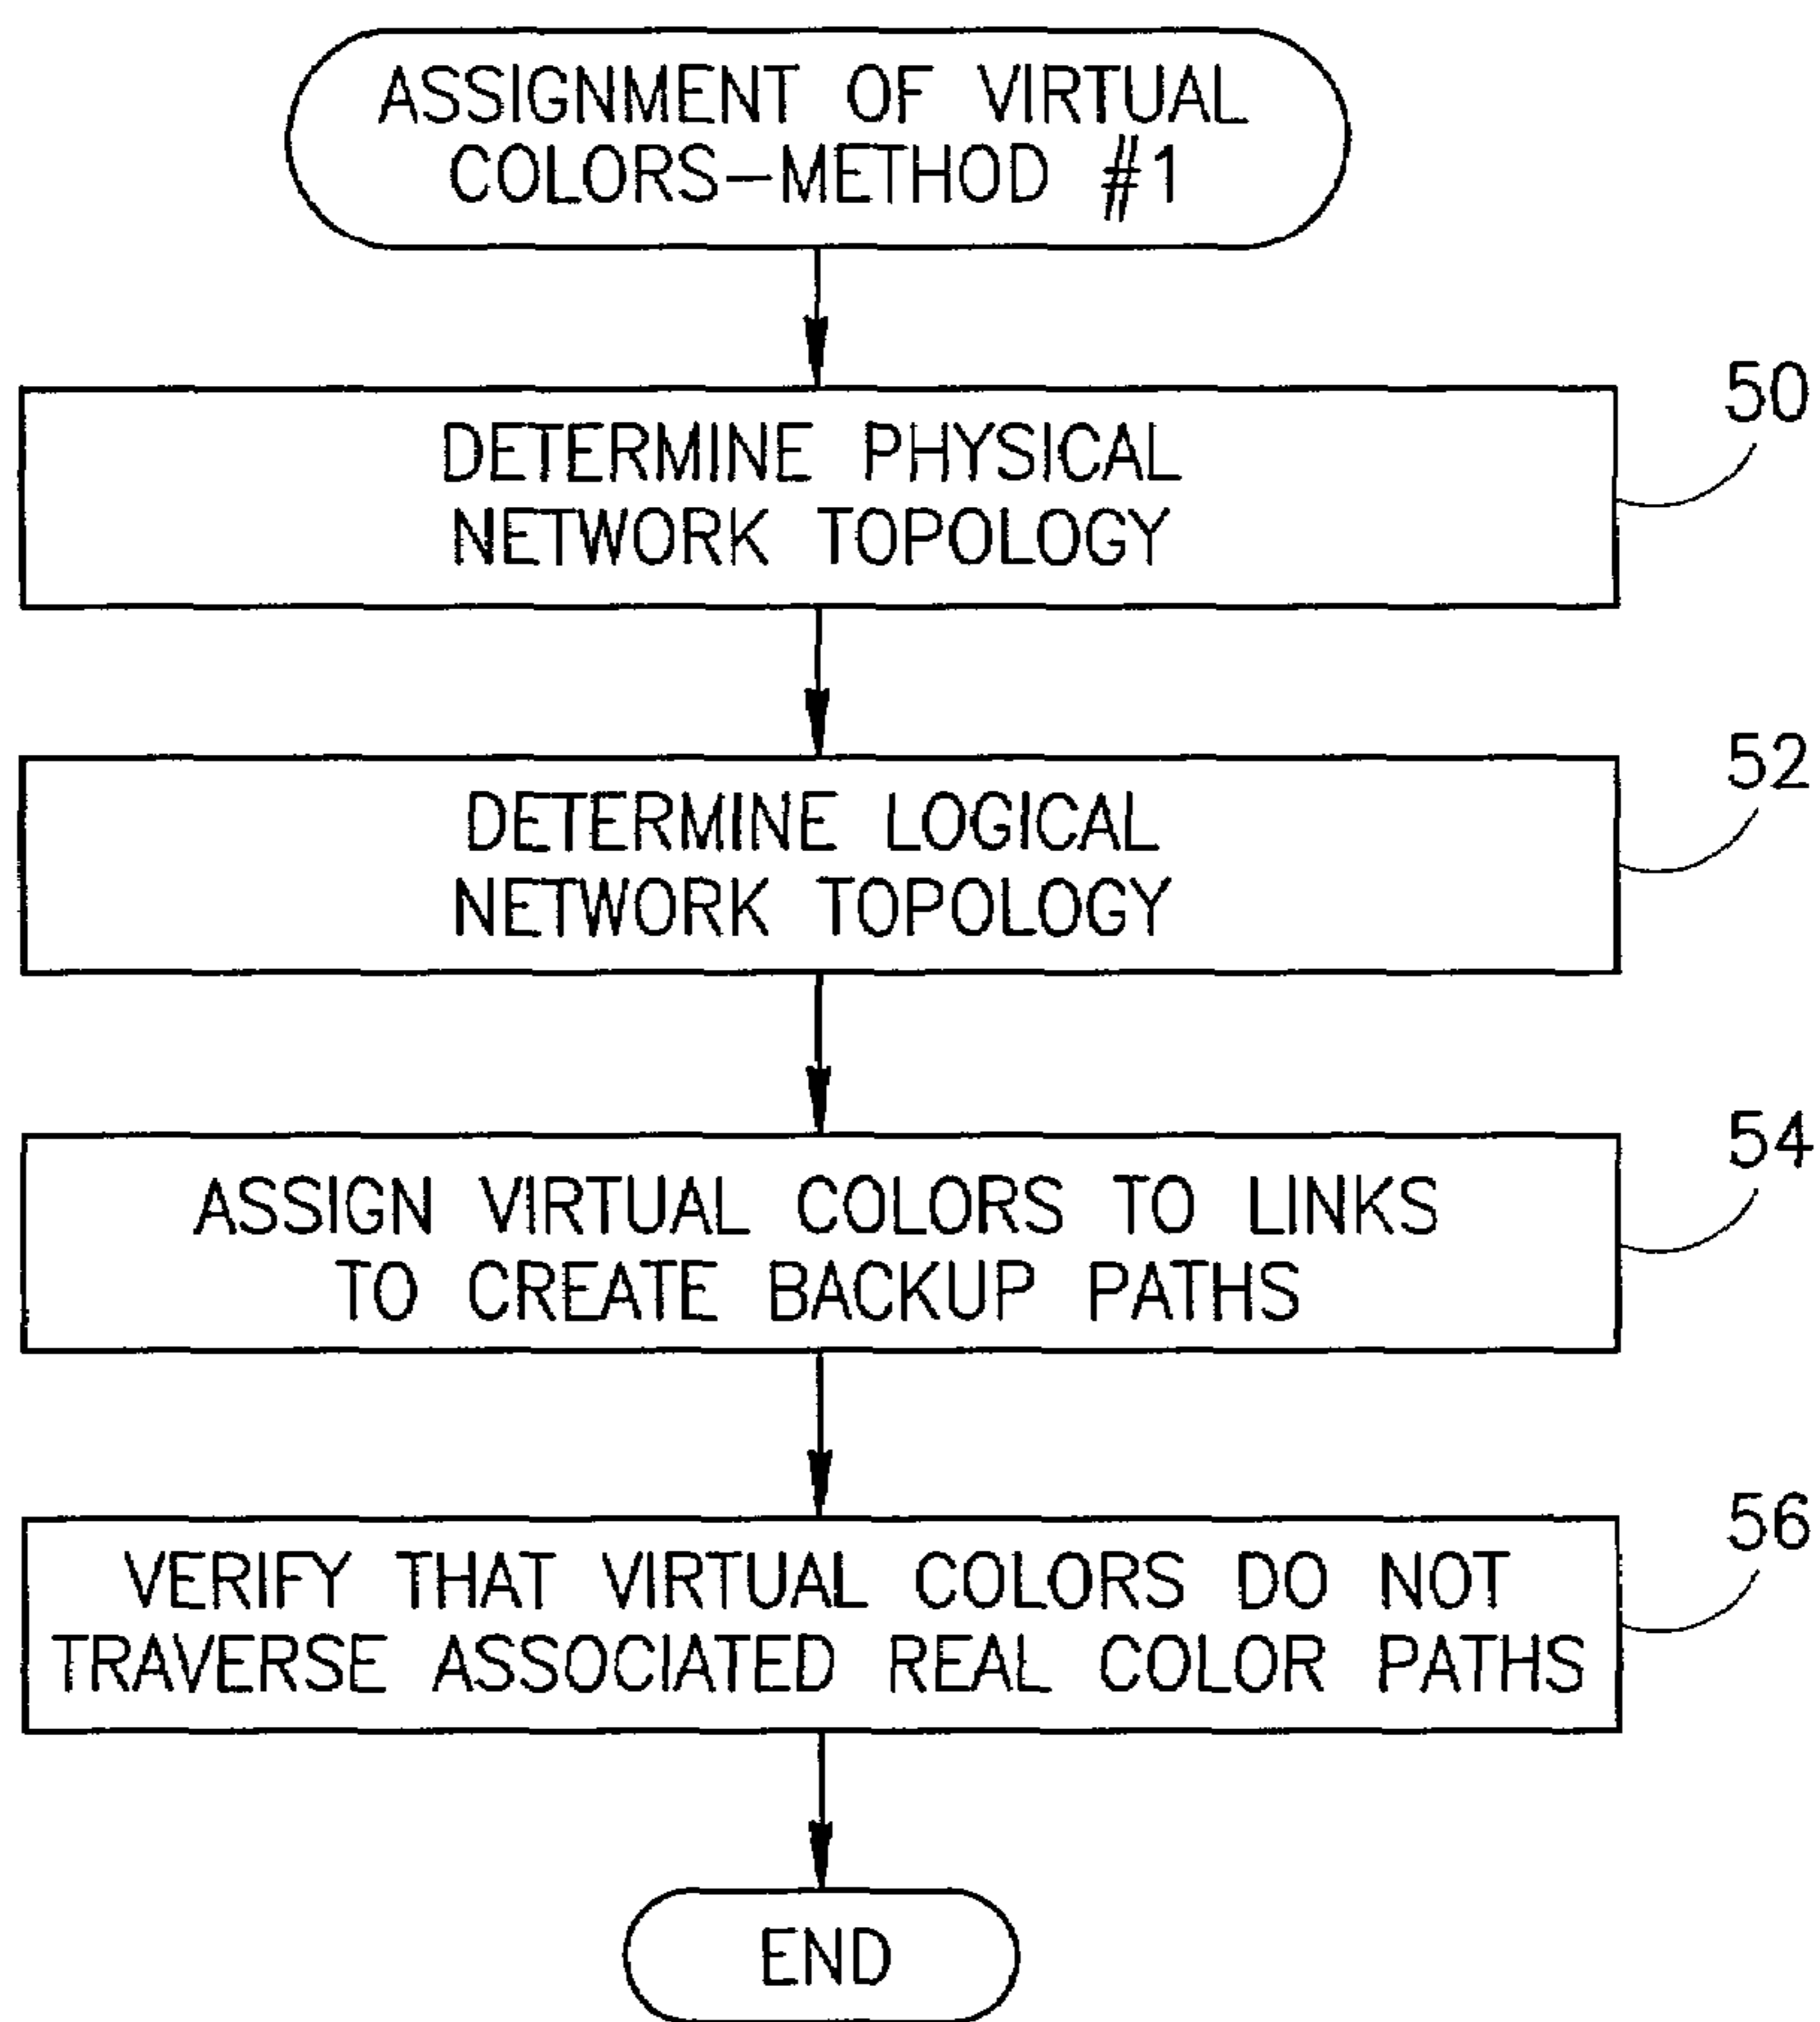 ASSIGNMENT OF VIRTUAL
COLORS-METHOD #1
50
DETERMINE PHYSICAL
NETWORK TOPOLOGY
52
DETERMINE LOGICAL
NETWORK TOPOLOGY
54
ASSIGN VIRTUAL COLORS TO LINKS
TO CREATE BACKUP PATHS
56
VERIFY THAT VIRTUAL COLORS DO NOT
TRAVERSE ASSOCIATED REAL COLOR PATHS
END